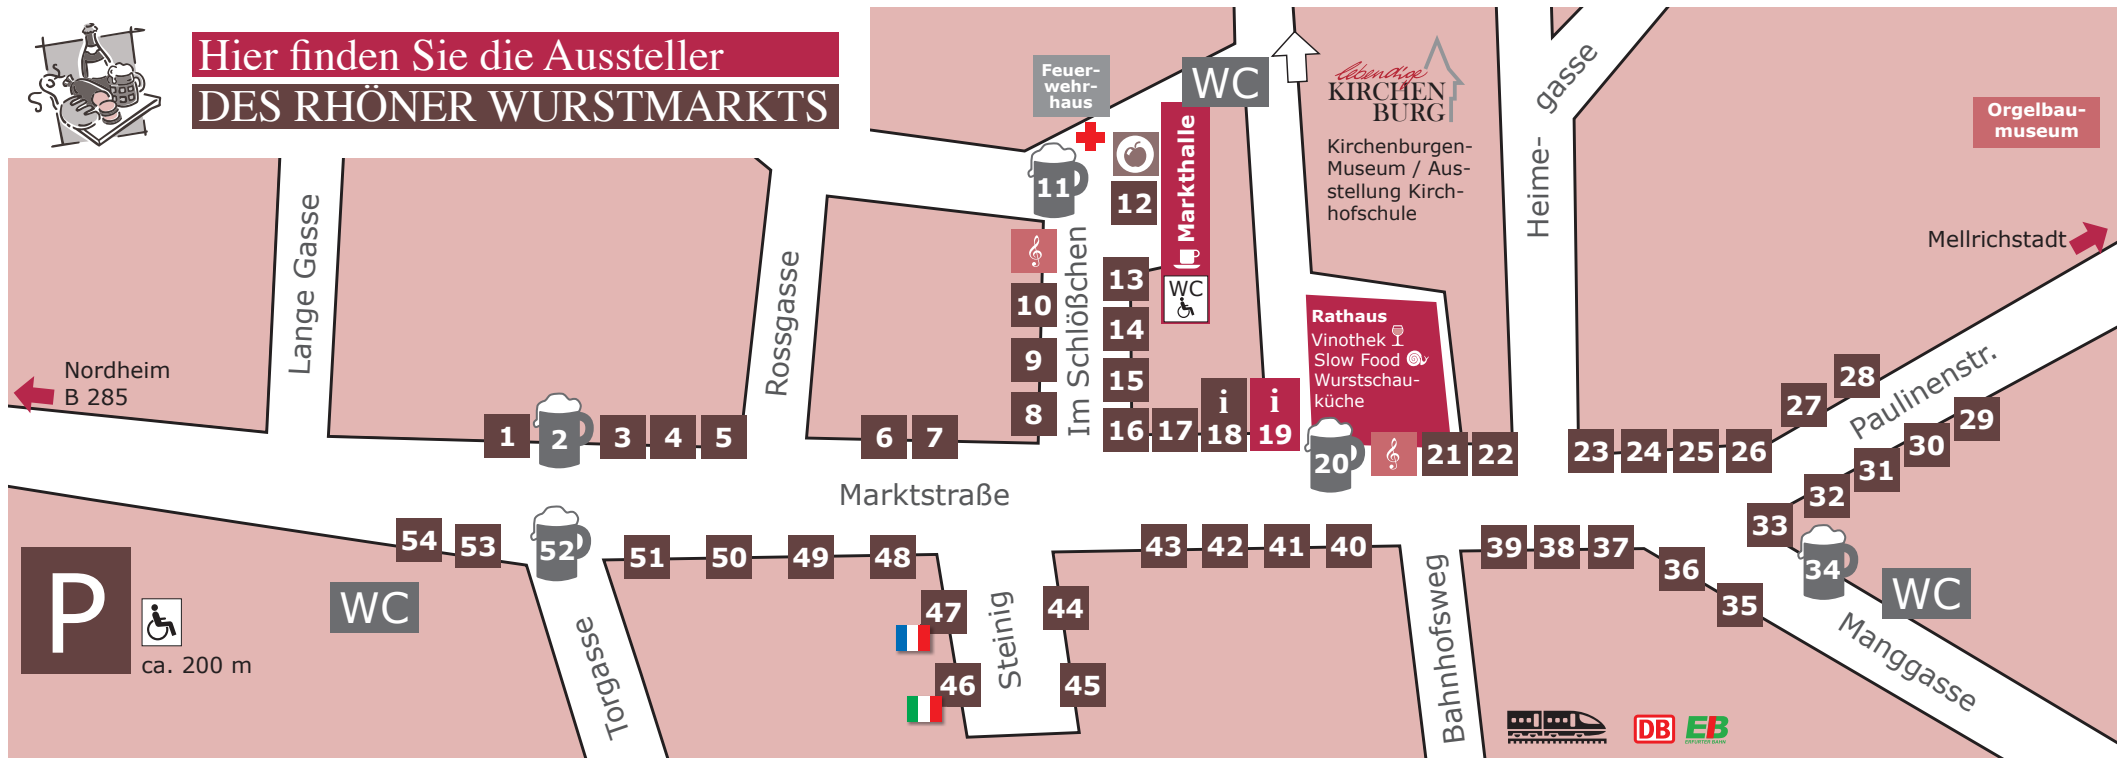 Hier finden Sie die Aussteller
DES RHÖNER WURSTMARKTS
Feuer-
wehr-
haus
WC
lebendige
KIRCHEN
BURG
Kirchenburgen-
Museum / Aus-
stellung Kirch-
hofschule
Orgelbau-
museum
Heime-
gasse
Mellrichstadt
Markthalle
WC
11
12
13
14
15
16
17
i
18
i
19
10
9
8
Im Schlößchen
Lange Gasse
Rossgasse
Nordheim
B 285
Rathaus
Vinothek
Slow Food
Wurstschau-
küche
1
2
3
4
5
6
7
20
21
22
23
24
25
26
27
28
Paulinenstr.
29
30
31
32
33
34
WC
Marktstraße
54
53
52
51
50
49
48
47
46
Steinig
44
45
43
42
41
40
39
38
37
36
35
Manggasse
P
ca. 200 m
WC
Torgasse
Bahnhofsweg
DB
EB
ERFURTER BAHN